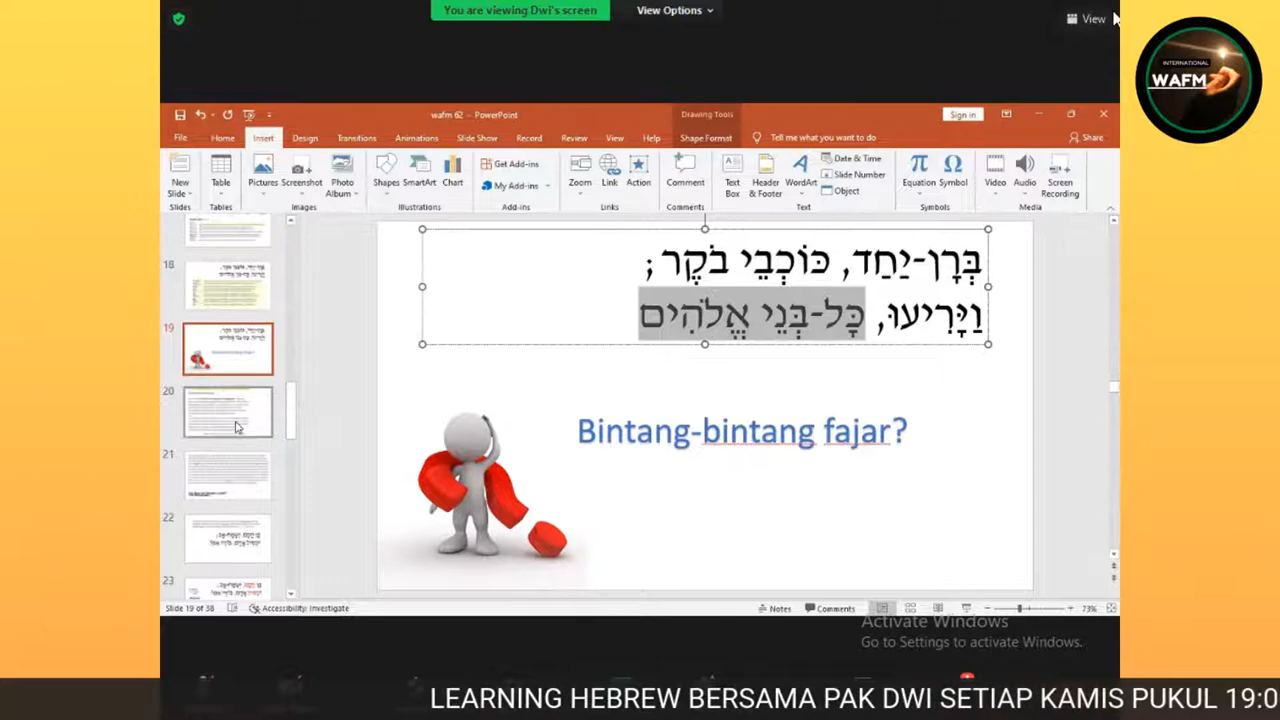 You are viewing Dwi's screen
View Options
View
INTERNATIONAL
WAFM
wafm 62 – PowerPoint
Drawing Tools
Sign in
File
Home
Insert
Design
Transitions
Animations
Slide Show
Record
Review
View
Help
Shape Format
Tell me what you want to do
Share
New Slide
Table
Pictures
Screenshot
Photo Album
Shapes
SmartArt
Chart
Get Add-ins
My Add-ins
Zoom
Link
Action
Comment
Text Box
Header & Footer
WordArt
Date & Time
Slide Number
Object
Equation
Symbol
Video
Audio
Screen Recording
Slides
Tables
Images
Illustrations
Add-ins
Links
Comments
Text
Symbols
Media
18
19
20
21
22
23
בְּרָן-יַחַד, כּוֹכְבֵי בֹקֶר;
וַיָּרִיעוּ, כָּל-בְּנֵי אֱלֹהִים
Bintang-bintang fajar?
Slide 19 of 38
Accessibility: Investigate
Notes
Comments
73%
Activate Windows
Go to Settings to activate Windows.
LEARNING HEBREW BERSAMA PAK DWI SETIAP KAMIS PUKUL 19:0